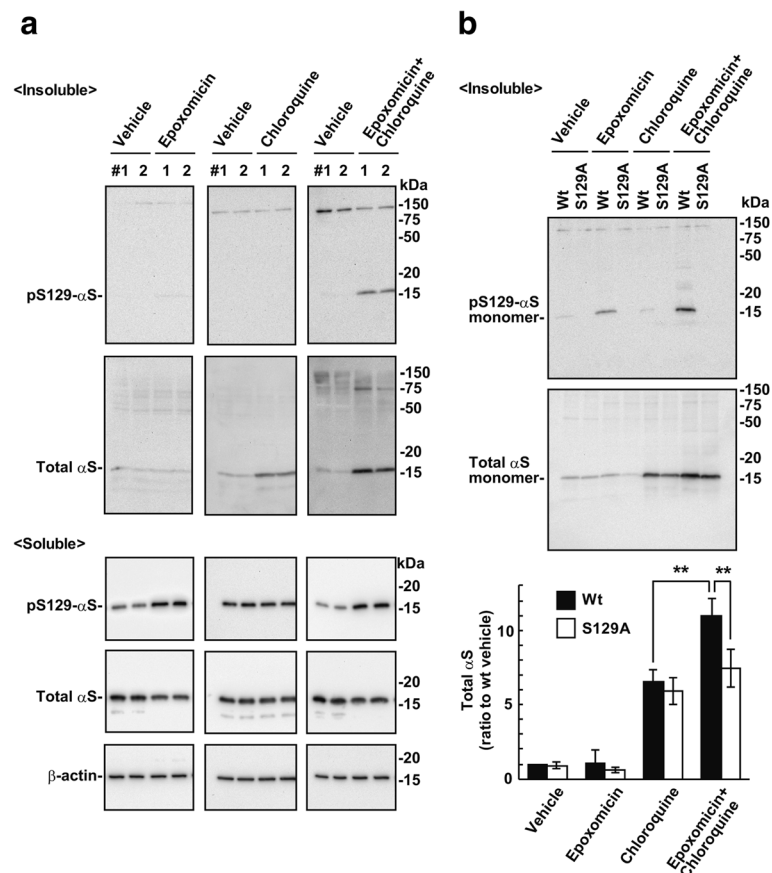 a
<Insoluble>
Vehicle
Epoxomicin
Vehicle
Chloroquine
Vehicle
Epoxomicin+
Chloroquine
#1 2 1 2 #1 2 1 2 #1 2 1 2
kDa
-150
-75
-50
-20
pS129-αS- -15
-150
-75
-50
-20
Total αS- -15
<Soluble>
kDa
-20
pS129-αS- -15
-20
Total αS- -15
-20
β-actin- -15
b
<Insoluble>
Vehicle
Epoxomicin
Chloroquine
Epoxomicin+
Chloroquine
Wt S129A Wt S129A Wt S129A Wt S129A
kDa
-150
-75
-50
-20
pS129-αS
monomer- -15
-150
-75
-50
-20
Total αS
monomer- -15
** **
Wt
S129A
Total αS
(ratio to wt vehicle)
10
5
0
Vehicle
Epoxomicin
Chloroquine
Epoxomicin+
Chloroquine